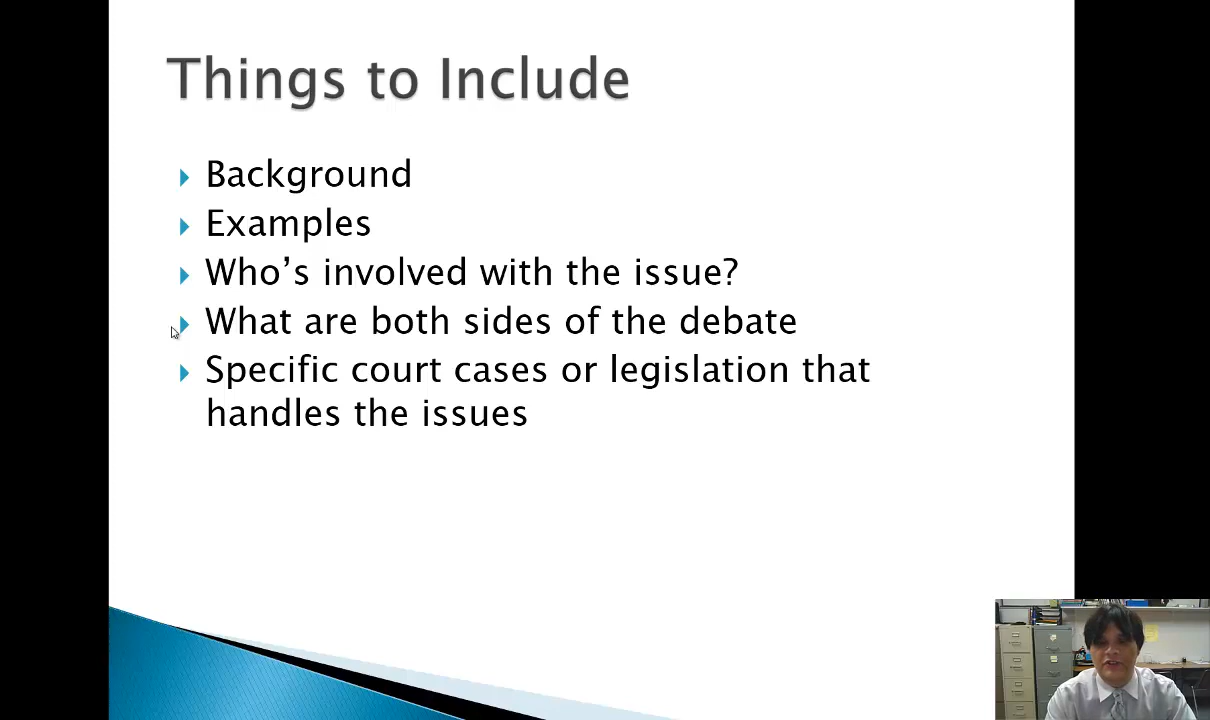 Things to Include
Background
Examples
Who's involved with the issue?
What are both sides of the debate
Specific court cases or legislation that
handles the issues